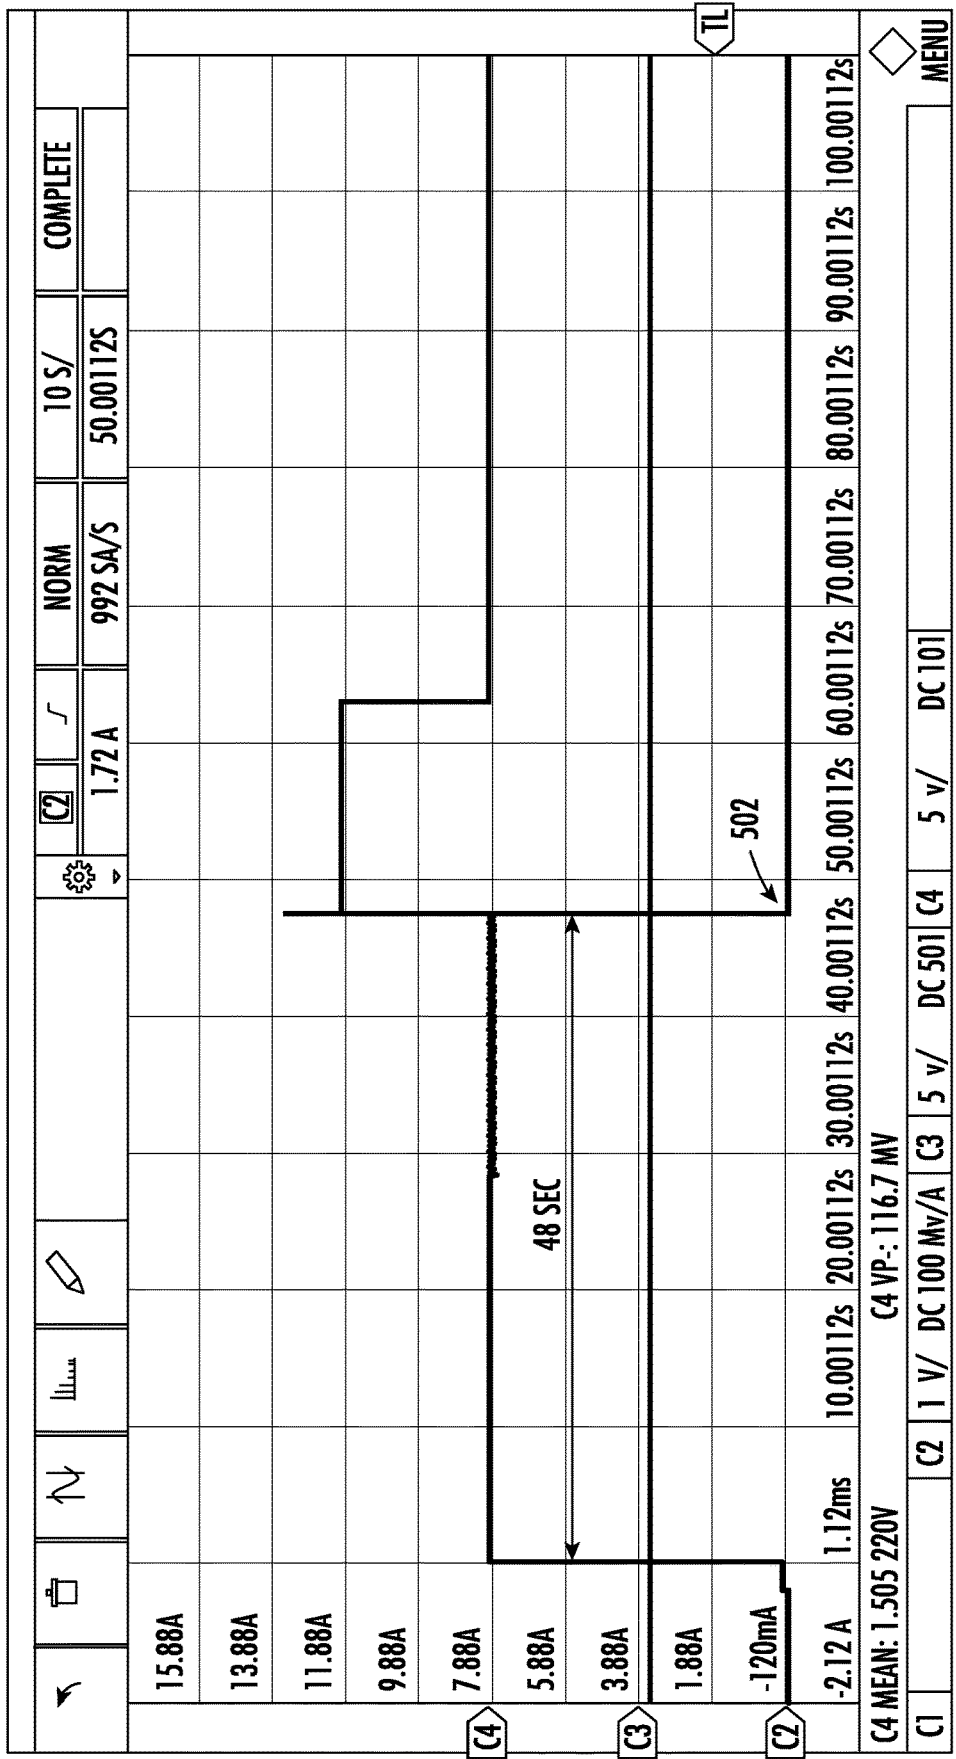 C2
NORM
10 S/
COMPLETE
1.72 A
992 SA/S
50.00112S
15.88A
13.88A
11.88A
9.88A
7.88A
5.88A
3.88A
1.88A
-120mA
-2.12 A
C4
C3
C2
TL
48 SEC
502
1.12ms
10.00112s
20.00112s
30.00112s
40.00112s
50.00112s
60.00112s
70.00112s
80.00112s
90.00112s
100.00112s
C4 MEAN: 1.505 220V
C4 VP-: 116.7 MV
MENU
C1
C2
1 V/ DC 100 Mv/A
C3
5 v/ DC 501
C4
5 v/ DC 101